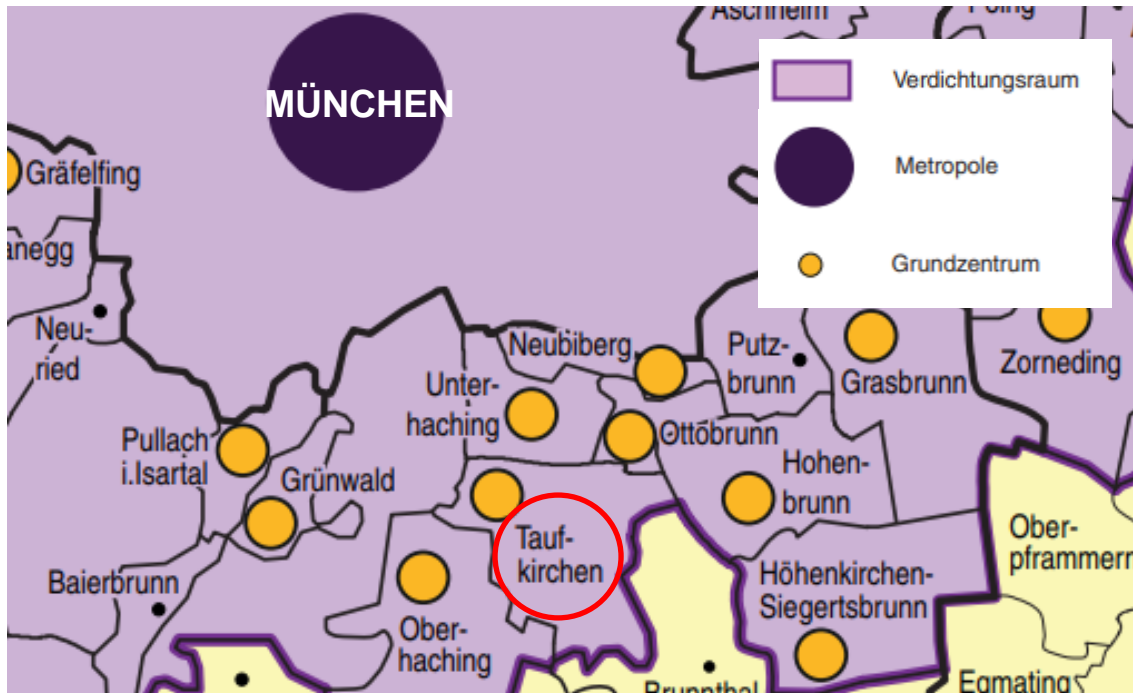 Aschheim
Poing
MÜNCHEN
Verdichtungsraum
Metropole
Grundzentrum
Gräfelfing
anegg
Neu-
ried
Neubiberg
Putz-
brunn
Grasbrunn
Zorneding
Unter-
haching
Ottobrunn
Pullach
i.Isartal
Grünwald
Hohen-
brunn
Tauf-
kirchen
Ober-
pframmern
Baierbrunn
Höhenkirchen-
Siegertsbrunn
Ober-
haching
Brunnthal
Egmating